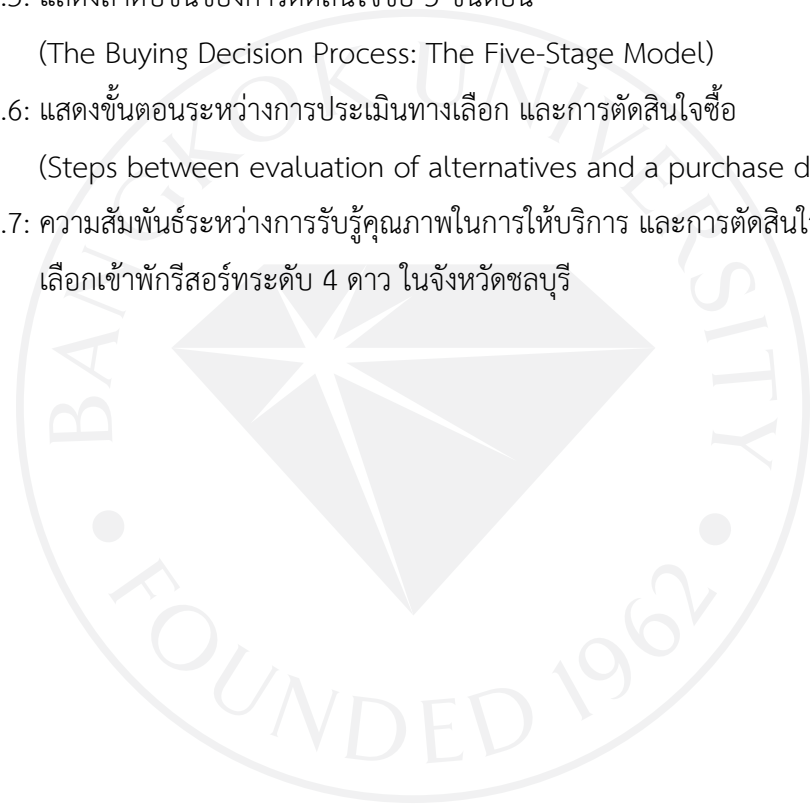 (The Buying Decision Process: The Five-Stage Model)
.6: แสดงขั้นตอนระหว่างการประเมินทางเลือก และการตัดสินใจซื้อ
(Steps between evaluation of alternatives and a purchase d
.7: ความสัมพันธ์ระหว่างการรับรู้คุณภาพในการให้บริการ และการตัดสินใ
เลือกเข้าพักรีสอร์ทระดับ 4 ดาว ในจังหวัดชลบุรี
BANGKOK UNIVERSITY
FOUNDED 1962